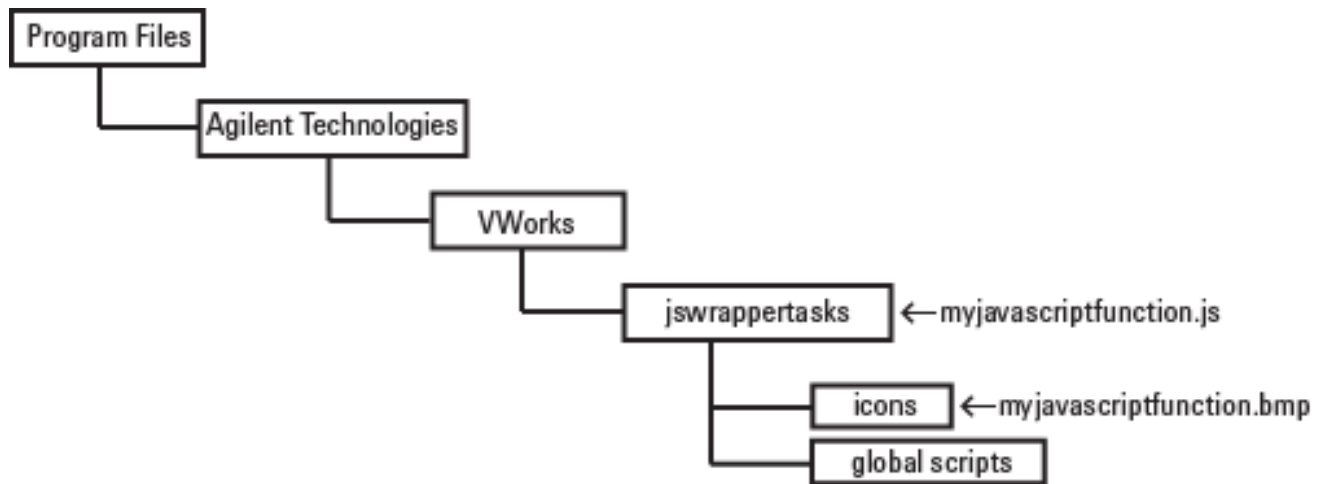 Program Files
Agilent Technologies
VWorks
jswrappertasks
myjavascriptfunction.js
icons
myjavascriptfunction.bmp
global scripts